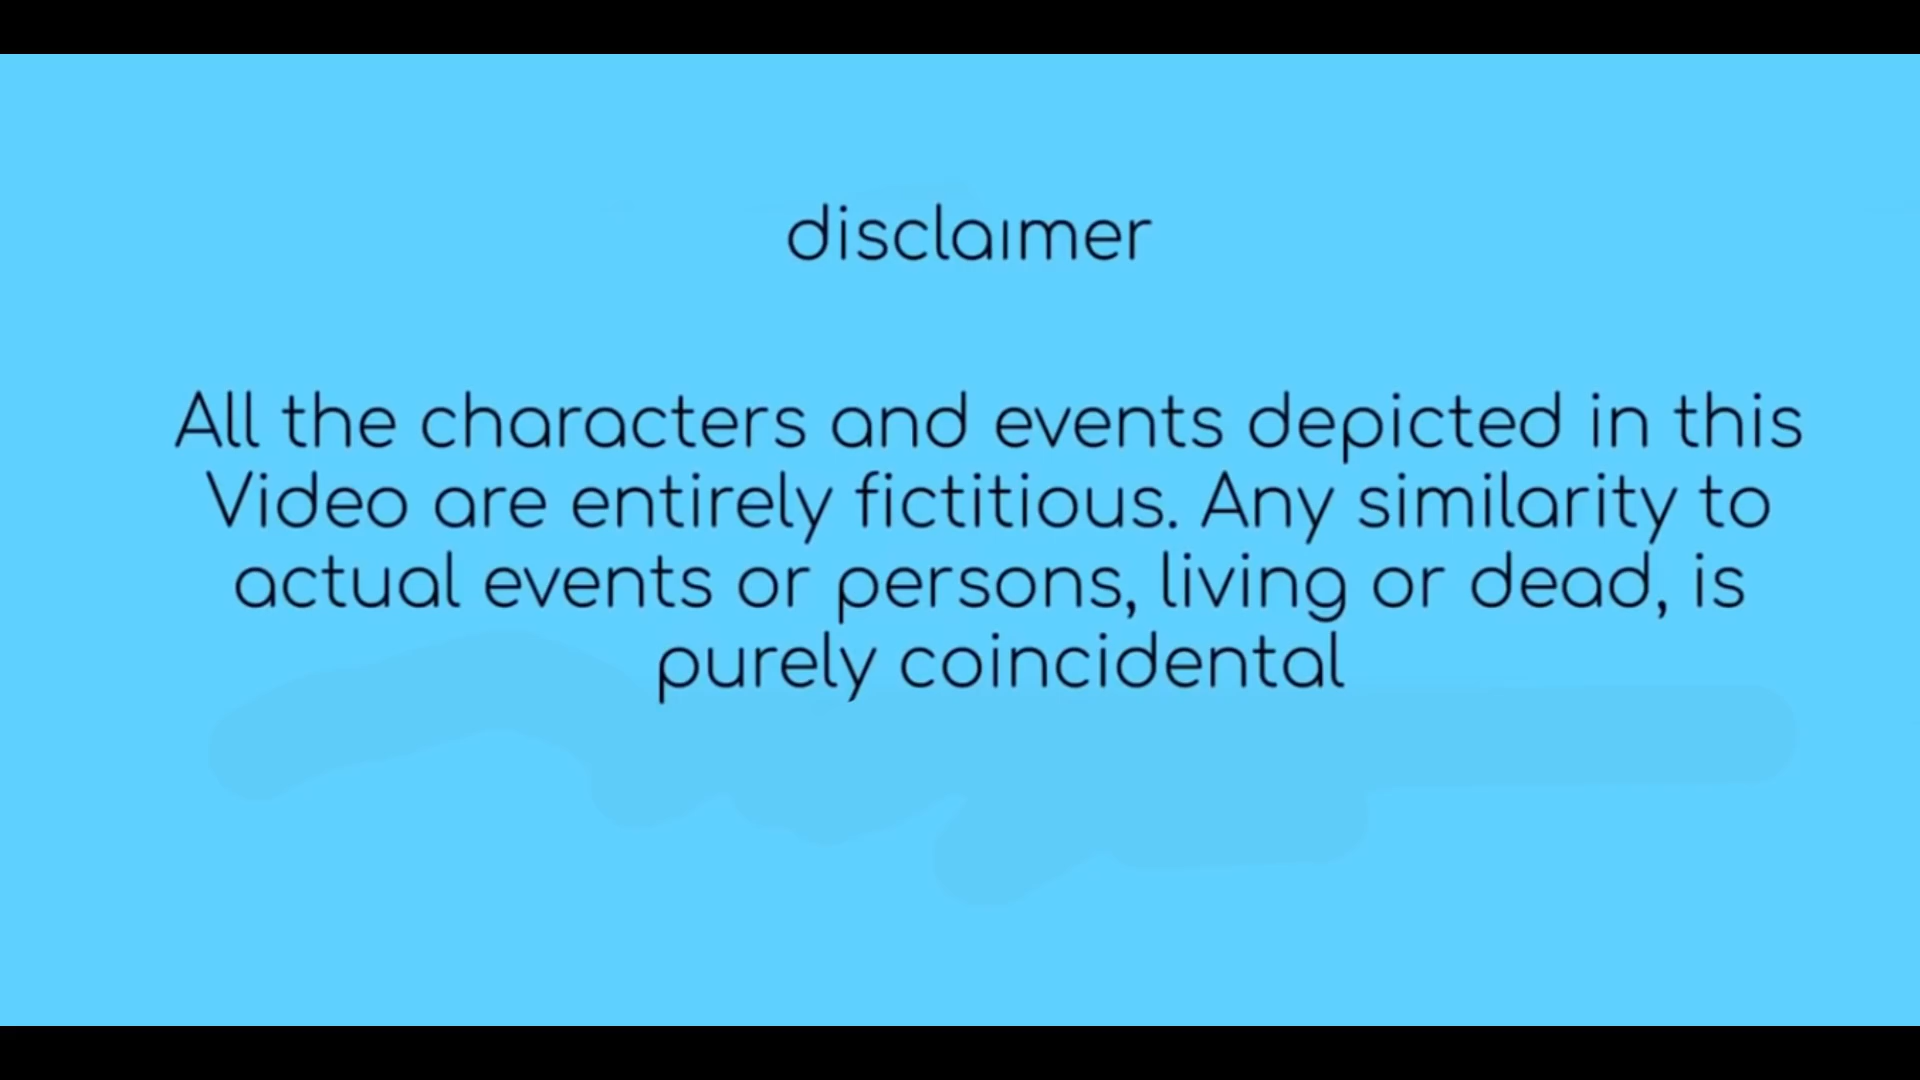 disclaımer
All the characters and events depicted in this
Video are entirely fictitious. Any similarity to
actual events or persons, living or dead, is
purely coincidental